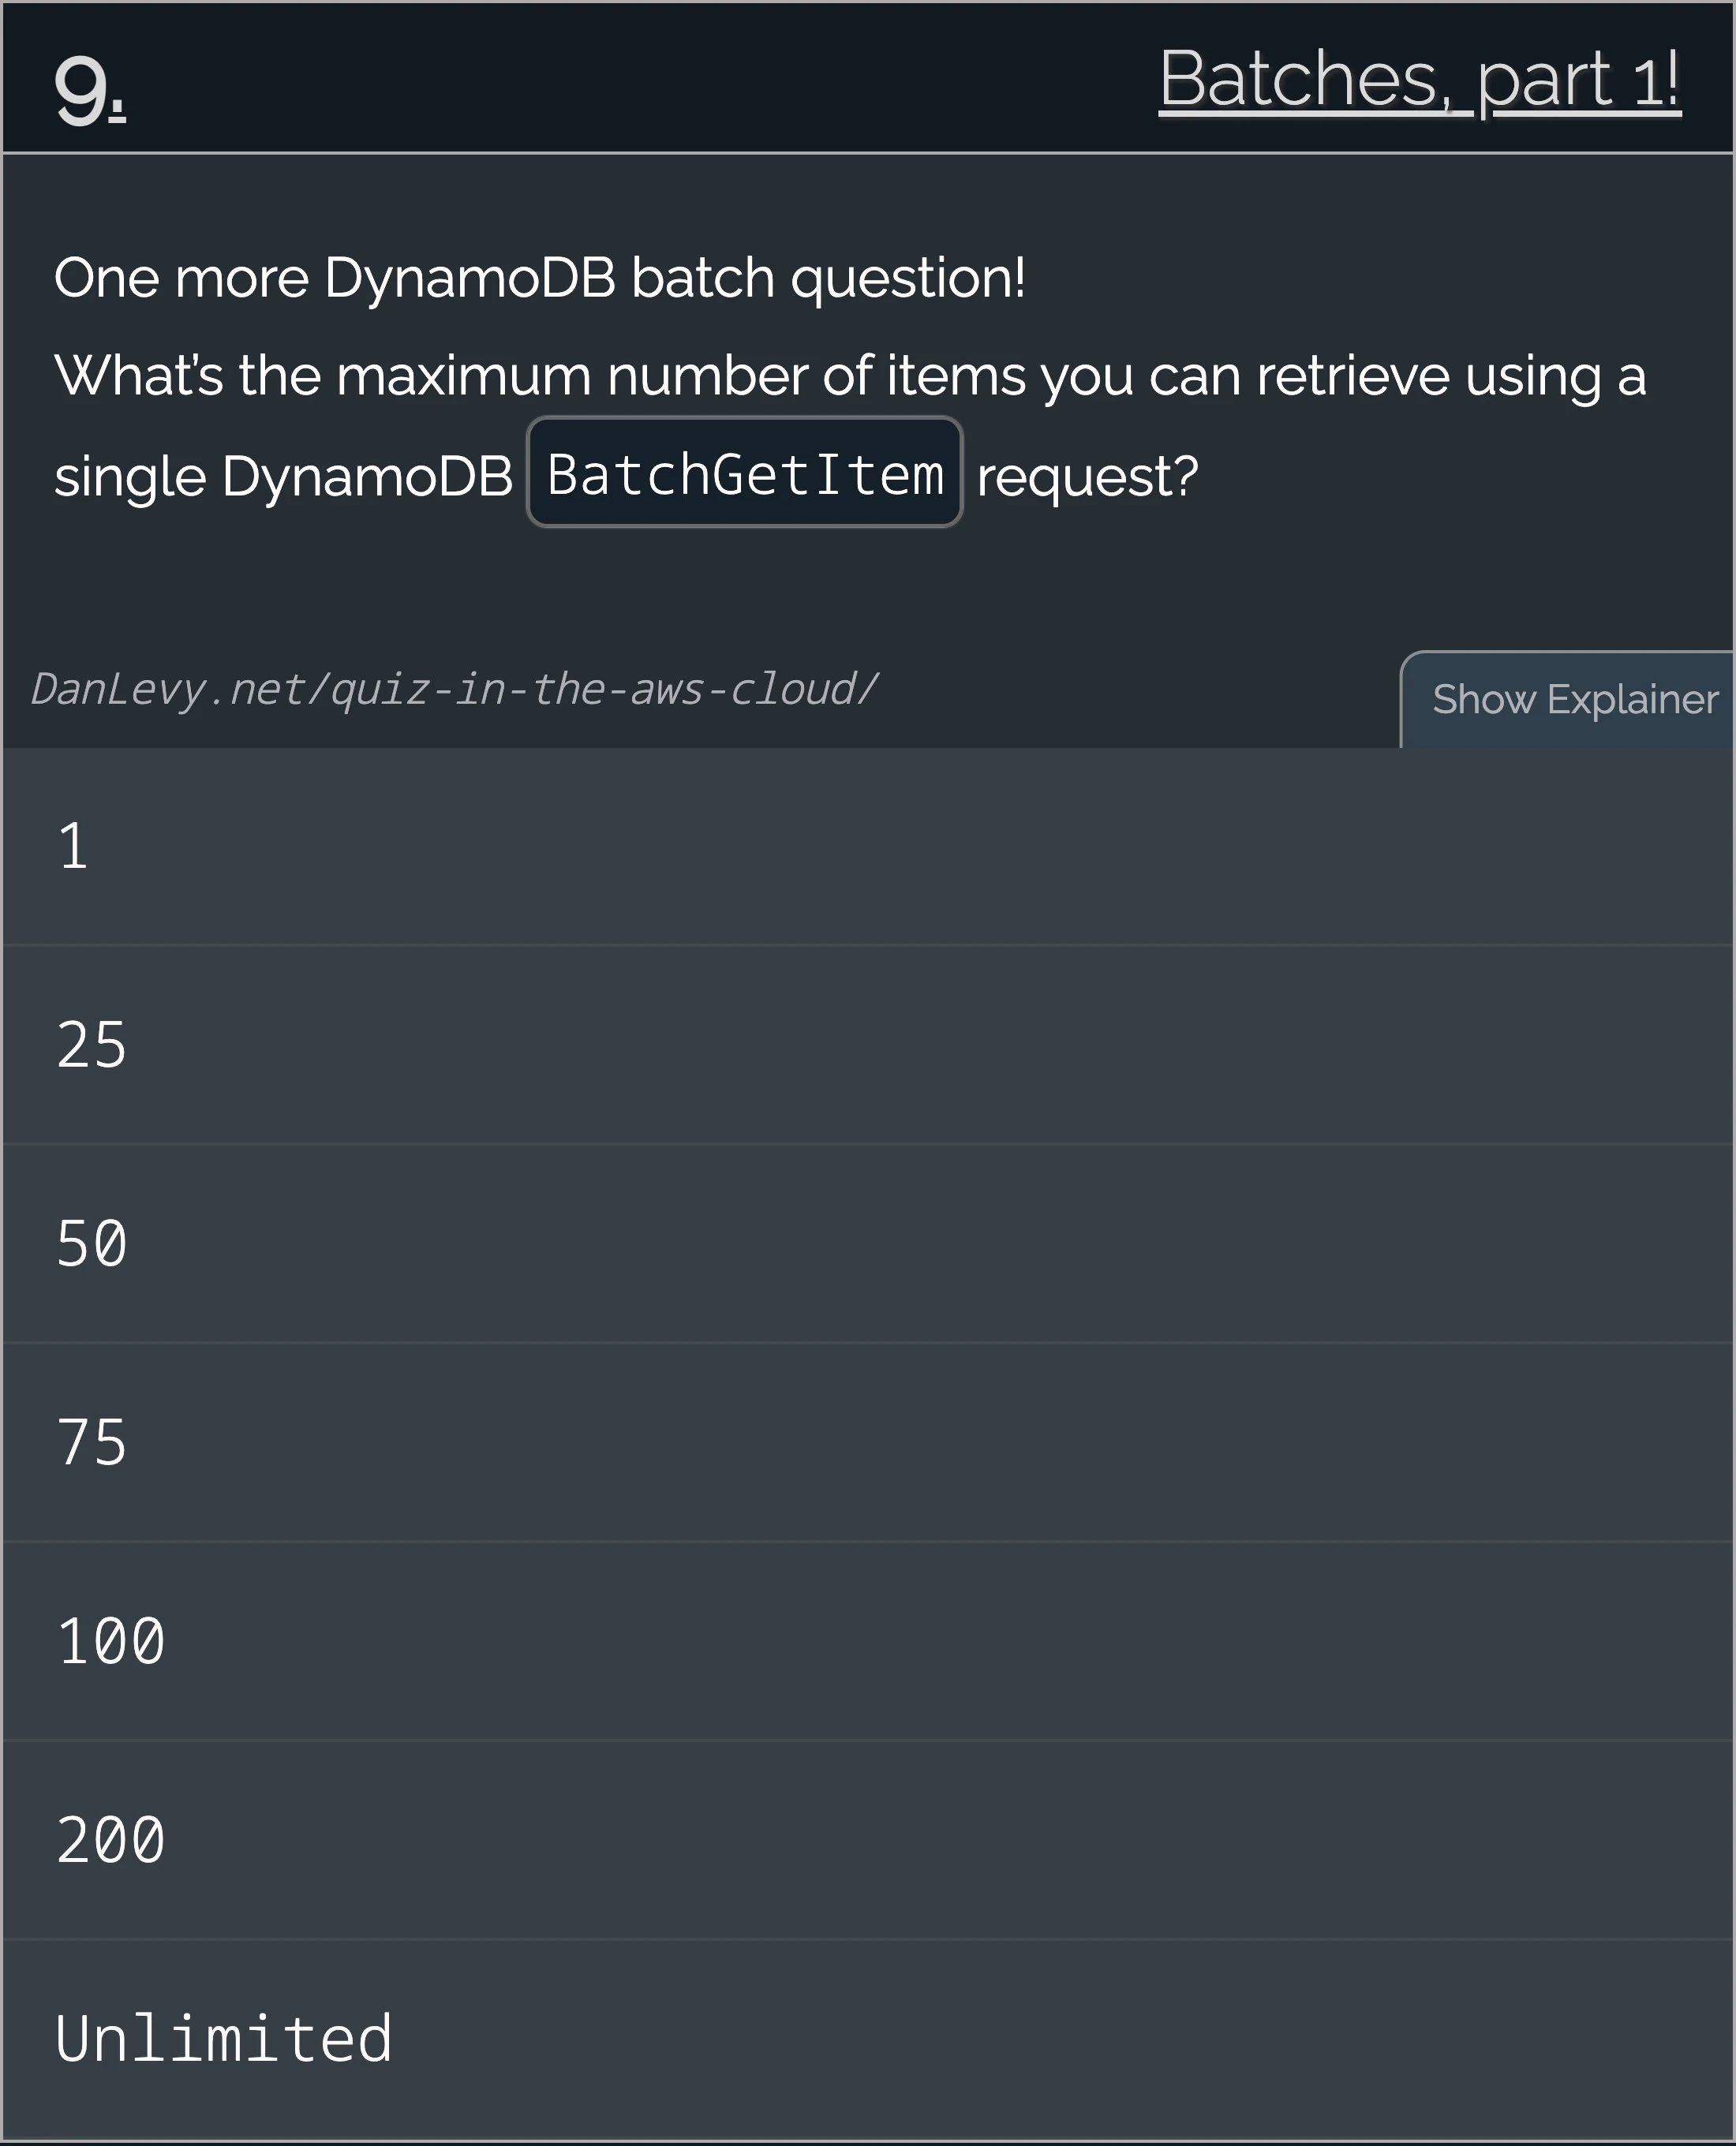 9.
Batches, part 1!
One more DynamoDB batch question!
What's the maximum number of items you can retrieve using a
single DynamoDB BatchGetItem request?
DanLevy.net/quiz-in-the-aws-cloud/
Show Explainer
1
25
50
75
100
200
Unlimited